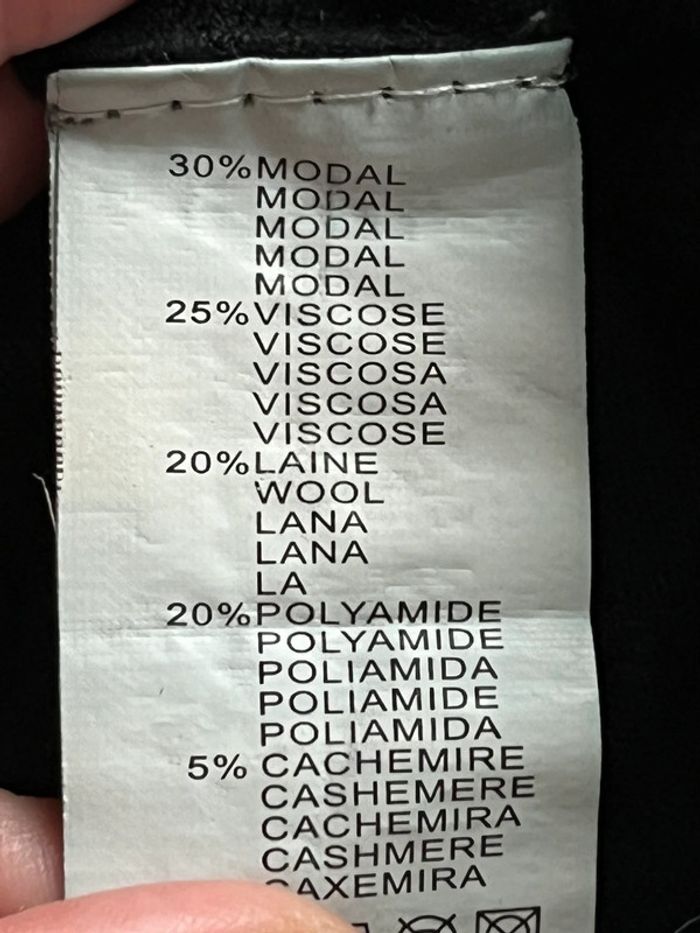 30% MODAL
MODAL
MODAL
MODAL
MODAL
25% VISCOSE
VISCOSE
VISCOSA
VISCOSA
VISCOSE
20% LAINE
WOOL
LANA
LANA
LA
20% POLYAMIDE
POLYAMIDE
POLIAMIDA
POLIAMIDE
POLIAMIDA
5% CACHEMIRE
CASHEMERE
CACHEMIRA
CASHMERE
CAXEMIRA